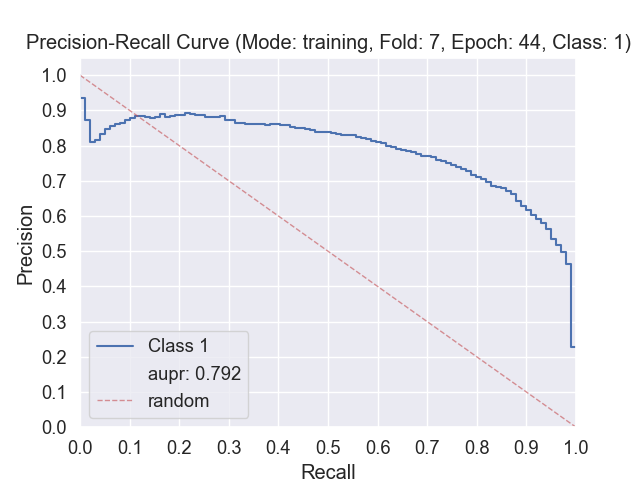 Precision-Recall Curve (Mode: training, Fold: 7, Epoch: 44, Class: 1)
1.0
0.9
0.8
0.7
0.6
0.5
0.4
0.3
0.2
0.1
0.0
Precision
Class 1
aupr: 0.792
random
0.0 0.1 0.2 0.3 0.4 0.5 0.6 0.7 0.8 0.9 1.0
Recall